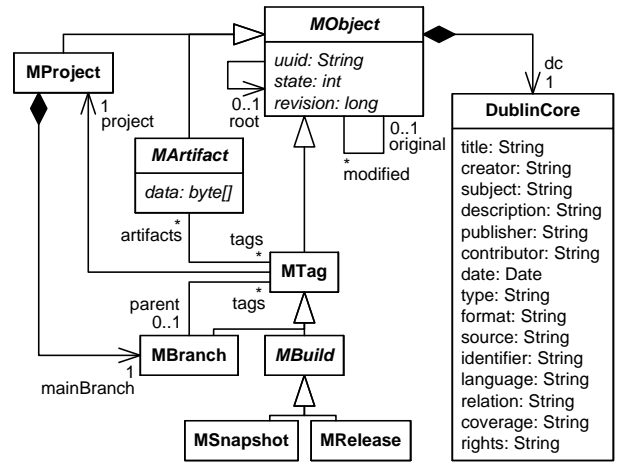 MObject
uuid: String
state: int
revision: long
MProject
dc
1
0..1
root
1
project
0..1
original
*
modified
DublinCore
title: String
creator: String
subject: String
description: String
publisher: String
contributor: String
date: Date
type: String
format: String
source: String
identifier: String
language: String
relation: String
coverage: String
rights: String
MArtifact
data: byte[]
*
artifacts
tags
*
MTag
parent
0..1
*
tags
MBranch
1
mainBranch
MBuild
MSnapshot
MRelease